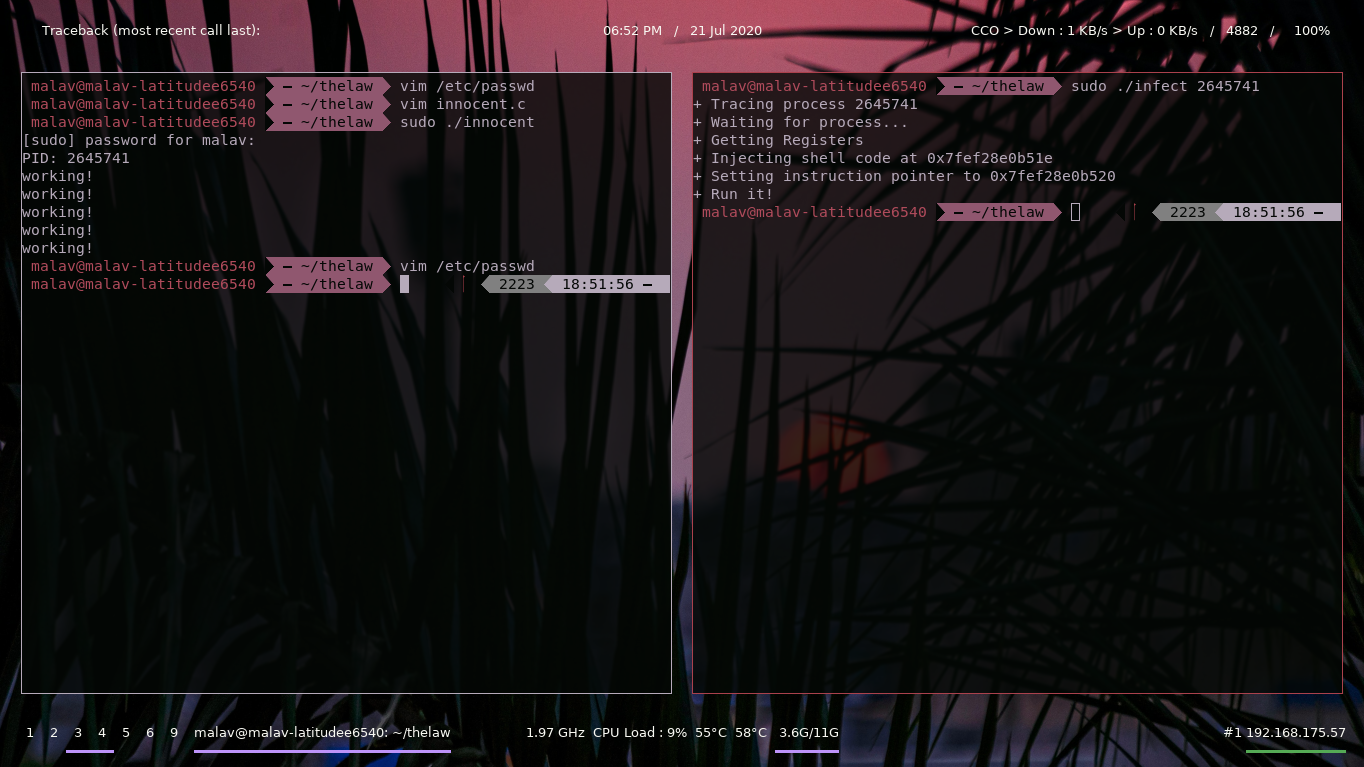 Traceback (most recent call last):
06:52 PM / 21 Jul 2020
CCO > Down : 1 KB/s > Up : 0 KB/s / 4882 / 100%
malav@malav-latitudee6540 — ~/thelaw vim /etc/passwd
malav@malav-latitudee6540 — ~/thelaw vim innocent.c
malav@malav-latitudee6540 — ~/thelaw sudo ./innocent
[sudo] password for malav:
PID: 2645741
working!
working!
working!
working!
working!
malav@malav-latitudee6540 — ~/thelaw vim /etc/passwd
malav@malav-latitudee6540 — ~/thelaw 2223 18:51:56 —
malav@malav-latitudee6540 — ~/thelaw sudo ./infect 2645741
+ Tracing process 2645741
+ Waiting for process...
+ Getting Registers
+ Injecting shell code at 0x7fef28e0b51e
+ Setting instruction pointer to 0x7fef28e0b520
+ Run it!
malav@malav-latitudee6540 — ~/thelaw 2223 18:51:56 —
1 2 3 4 5 6 9 malav@malav-latitudee6540: ~/thelaw
1.97 GHz CPU Load : 9% 55°C 58°C 3.6G/11G
#1 192.168.175.57